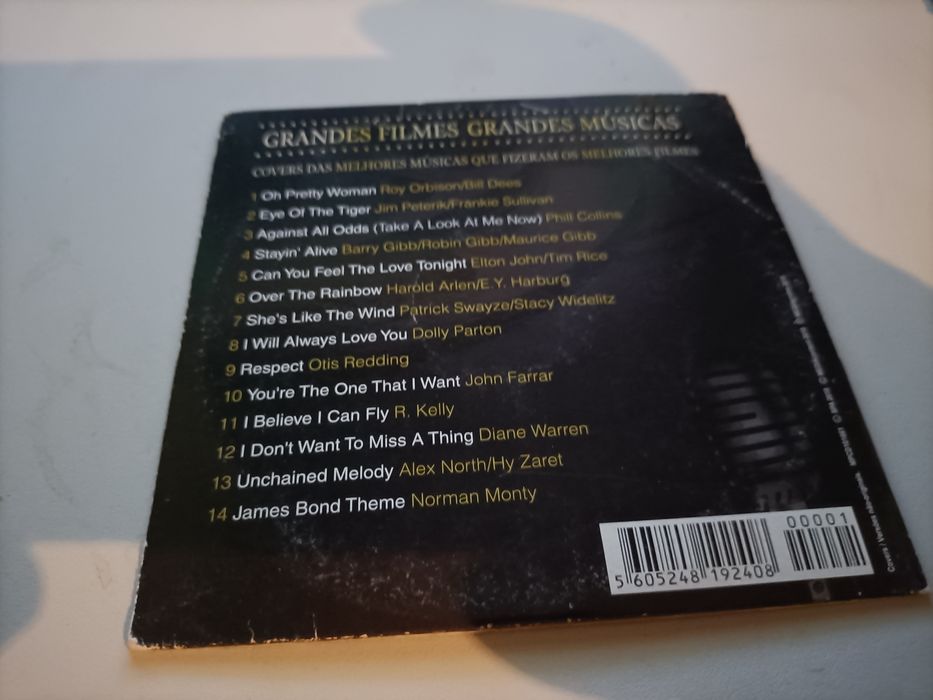 GRANDES FILMES GRANDES MÚSICAS
COVERS DAS MELHORES MÚSICAS QUE FIZERAM OS MELHORES FILMES
1 Oh Pretty Woman Roy Orbison/Bill Dees
2 Eye Of The Tiger Jim Peterik/Frankie Sullivan
3 Against All Odds (Take A Look At Me Now) Phill Collins
4 Stayin' Alive Barry Gibb/Robin Gibb/Maurice Gibb
5 Can You Feel The Love Tonight Elton John/Tim Rice
6 Over The Rainbow Harold Arlen/E.Y. Harburg
7 She's Like The Wind Patrick Swayze/Stacy Widelitz
8 I Will Always Love You Dolly Parton
9 Respect Otis Redding
10 You're The One That I Want John Farrar
11 I Believe I Can Fly R. Kelly
12 I Don't Want To Miss A Thing Diane Warren
13 Unchained Melody Alex North/Hy Zaret
14 James Bond Theme Norman Monty
00001
5 605248 192408
Covers / Versões